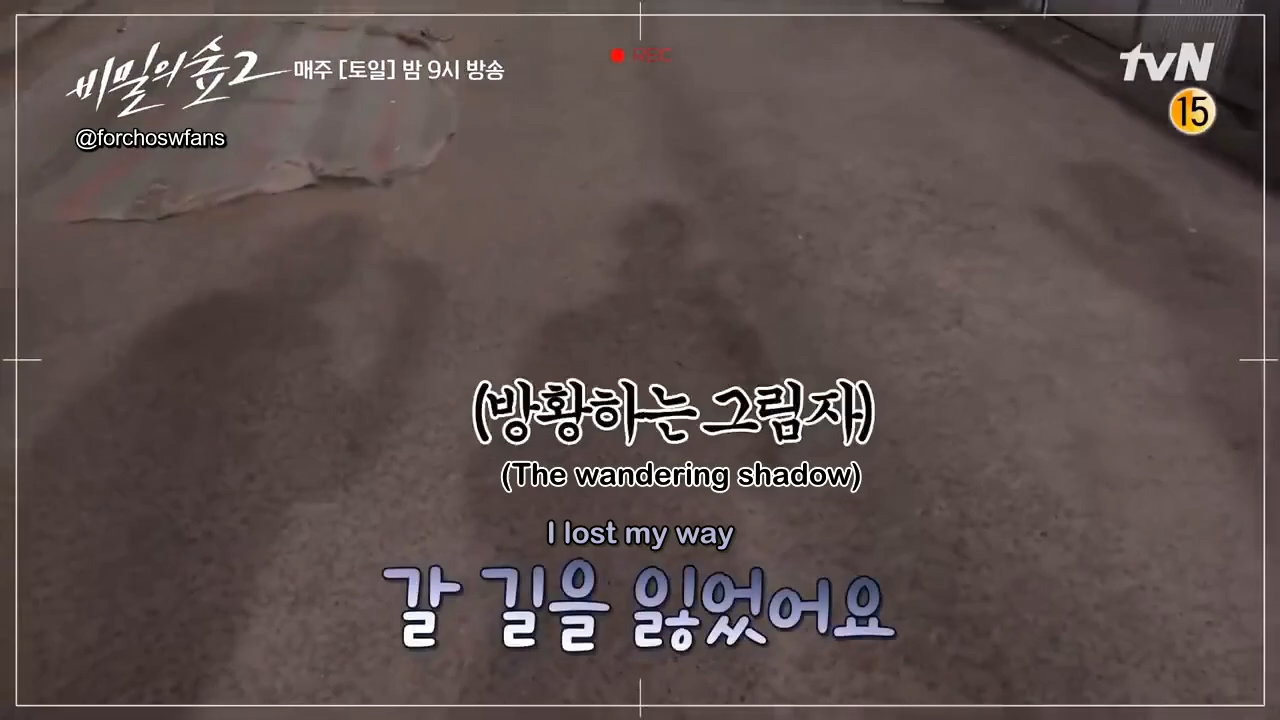 비밀의 숲 2 매주 [토일] 밤 9시 방송
@forchoswfans
REC
tvN
15
(방황하는 그림자)
(The wandering shadow)
I lost my way
갈 길을 잃었어요